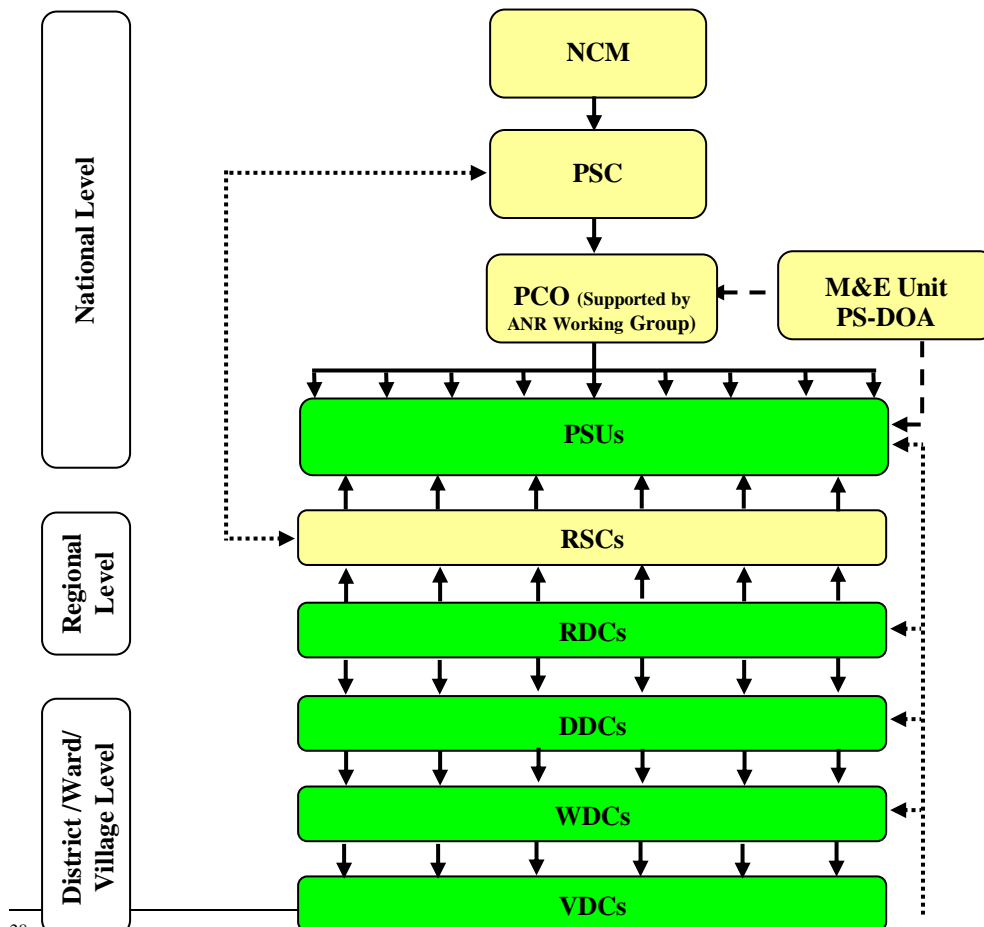 National Level
Regional
Level
District /Ward/
Village Level
NCM
PSC
PCO (Supported by
ANR Working Group)
M&E Unit
PS-DOA
PSUs
RSCs
RDCs
DDCs
WDCs
VDCs